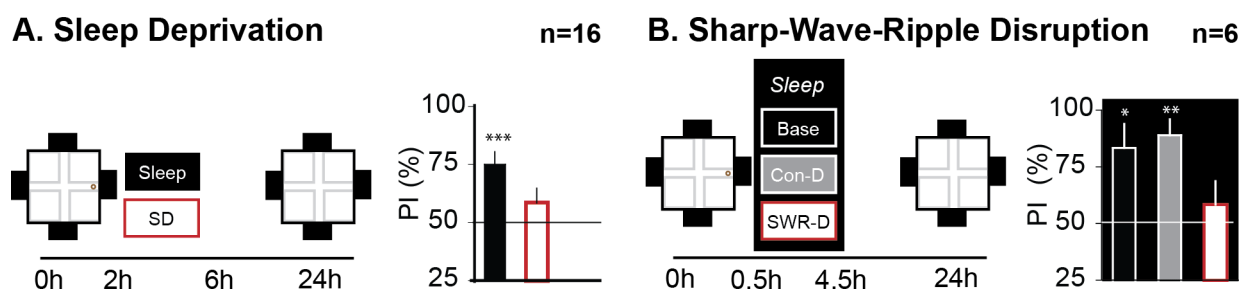 A. Sleep Deprivation
n=16
Sleep
SD
0h 2h 6h 24h
PI (%)
100
75
50
25
***
B. Sharp-Wave-Ripple Disruption
n=6
Sleep
Base
Con-D
SWR-D
0h 0.5h 4.5h 24h
PI (%)
100
75
50
25
*
**